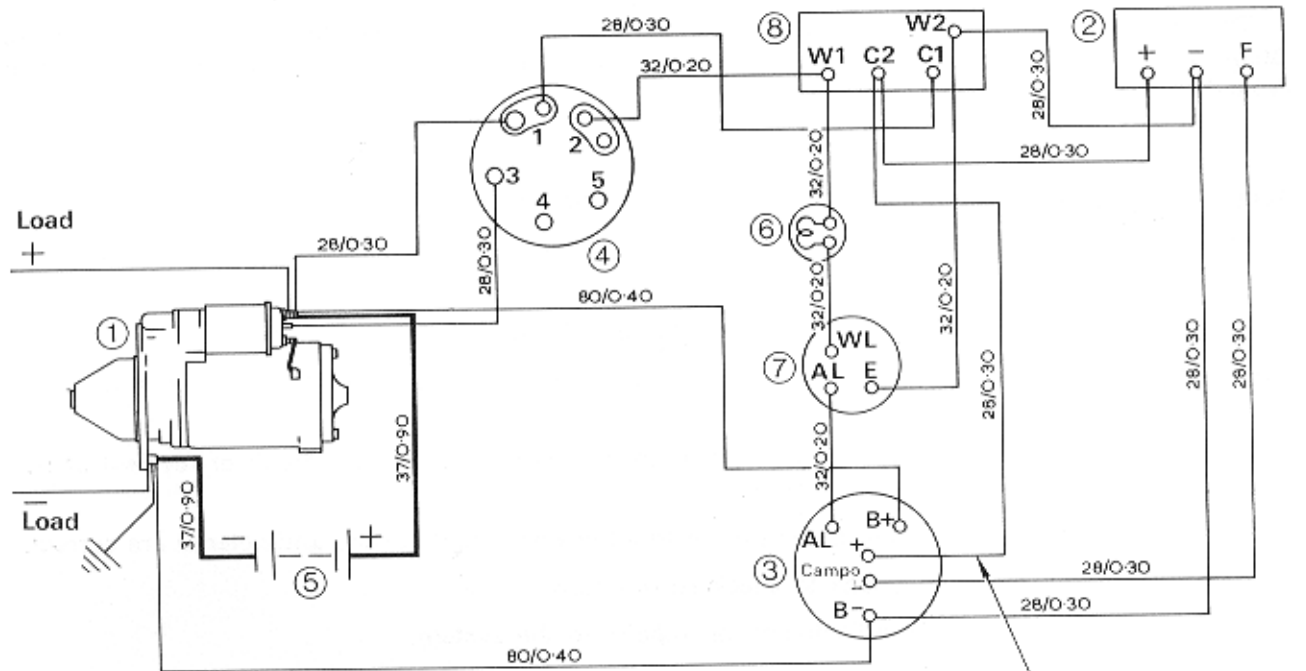 28/0·30
⑧
W2
②
32/0·20
W1
C2
C1
+
−
F
1
2
28/0·30
28/0·30
3
5
4
32/0·20
⑥
Load
+
28/0·30
④
28/0·30
80/0·40
32/0·20
32/0·20
28/0·30
28/0·30
28/0·30
①
⑦
WL
AL
E
37/0·90
32/0·20
−
Load
37/0·90
−
+
⑤
AL
B+
③
+
Campo
−
28/0·30
B−
28/0·30
80/0·40